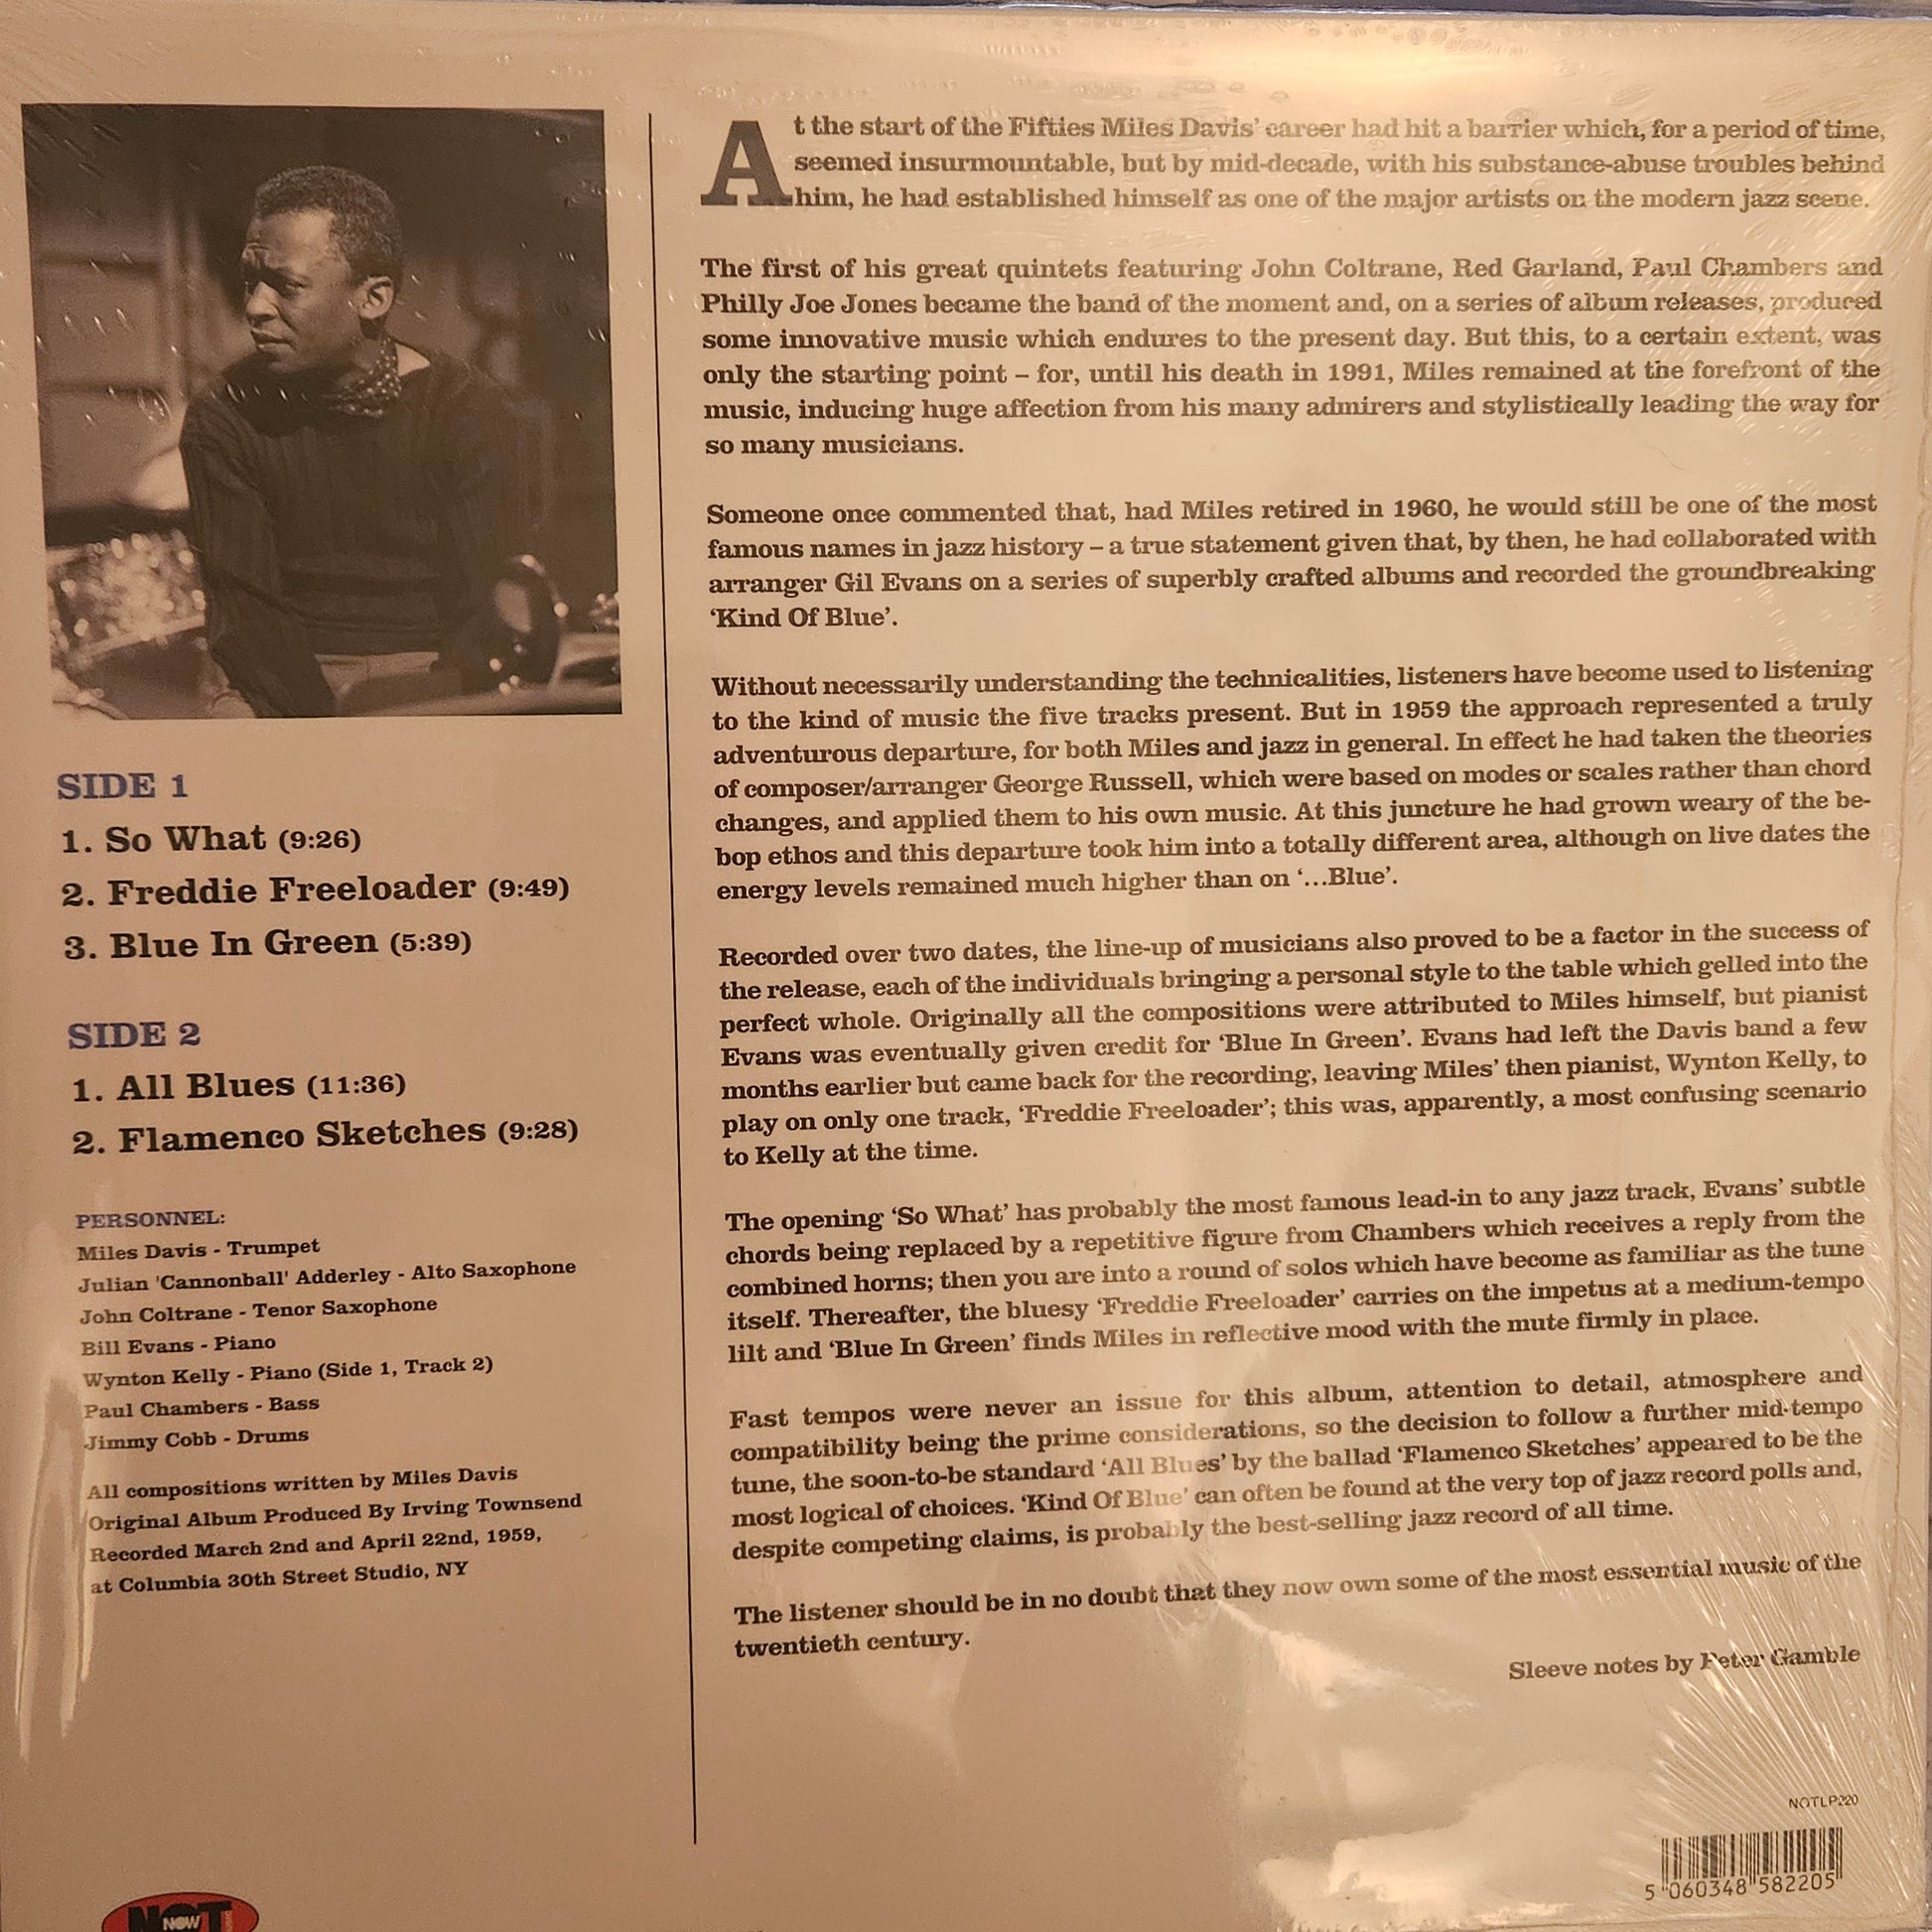 At the start of the Fifties Miles Davis' career had hit a barrier which, for a period of time,
seemed insurmountable, but by mid-decade, with his substance-abuse troubles behind
him, he had established himself as one of the major artists on the modern jazz scene.
The first of his great quintets featuring John Coltrane, Red Garland, Paul Chambers and
Philly Joe Jones became the band of the moment and, on a series of album releases, produced
some innovative music which endures to the present day. But this, to a certain extent, was
only the starting point – for, until his death in 1991, Miles remained at the forefront of the
music, inducing huge affection from his many admirers and stylistically leading the way for
so many musicians.
Someone once commented that, had Miles retired in 1960, he would still be one of the most
famous names in jazz history – a true statement given that, by then, he had collaborated with
arranger Gil Evans on a series of superbly crafted albums and recorded the groundbreaking
‘Kind Of Blue’.
Without necessarily understanding the technicalities, listeners have become used to listening
to the kind of music the five tracks present. But in 1959 the approach represented a truly
adventurous departure, for both Miles and jazz in general. In effect he had taken the theories
of composer/arranger George Russell, which were based on modes or scales rather than chord
changes, and applied them to his own music. At this juncture he had grown weary of the be-
bop ethos and this departure took him into a totally different area, although on live dates the
energy levels remained much higher than on ‘...Blue’.
Recorded over two dates, the line-up of musicians also proved to be a factor in the success of
the release, each of the individuals bringing a personal style to the table which gelled into the
perfect whole. Originally all the compositions were attributed to Miles himself, but pianist
Evans was eventually given credit for ‘Blue In Green’. Evans had left the Davis band a few
months earlier but came back for the recording, leaving Miles’ then pianist, Wynton Kelly, to
play on only one track, ‘Freddie Freeloader’; this was, apparently, a most confusing scenario
to Kelly at the time.
The opening ‘So What’ has probably the most famous lead-in to any jazz track, Evans’ subtle
chords being replaced by a repetitive figure from Chambers which receives a reply from the
combined horns; then you are into a round of solos which have become as familiar as the tune
itself. Thereafter, the bluesy ‘Freddie Freeloader’ carries on the impetus at a medium-tempo
lilt and ‘Blue In Green’ finds Miles in reflective mood with the mute firmly in place.
Fast tempos were never an issue for this album, attention to detail, atmosphere and
compatibility being the prime considerations, so the decision to follow a further mid-tempo
tune, the soon-to-be standard ‘All Blues’ by the ballad ‘Flamenco Sketches’ appeared to be the
most logical of choices. ‘Kind Of Blue’ can often be found at the very top of jazz record polls and,
despite competing claims, is probably the best-selling jazz record of all time.
The listener should be in no doubt that they now own some of the most essential music of the
twentieth century.
Sleeve notes by Peter Gamble
SIDE 1
1. So What (9:26)
2. Freddie Freeloader (9:49)
3. Blue In Green (5:39)
SIDE 2
1. All Blues (11:36)
2. Flamenco Sketches (9:28)
PERSONNEL:
Miles Davis - Trumpet
Julian 'Cannonball' Adderley - Alto Saxophone
John Coltrane - Tenor Saxophone
Bill Evans - Piano
Wynton Kelly - Piano (Side 1, Track 2)
Paul Chambers - Bass
Jimmy Cobb - Drums
All compositions written by Miles Davis
Original Album Produced By Irving Townsend
Recorded March 2nd and April 22nd, 1959,
at Columbia 30th Street Studio, NY
NOT NOW
NOTLP220
5 060348 582205